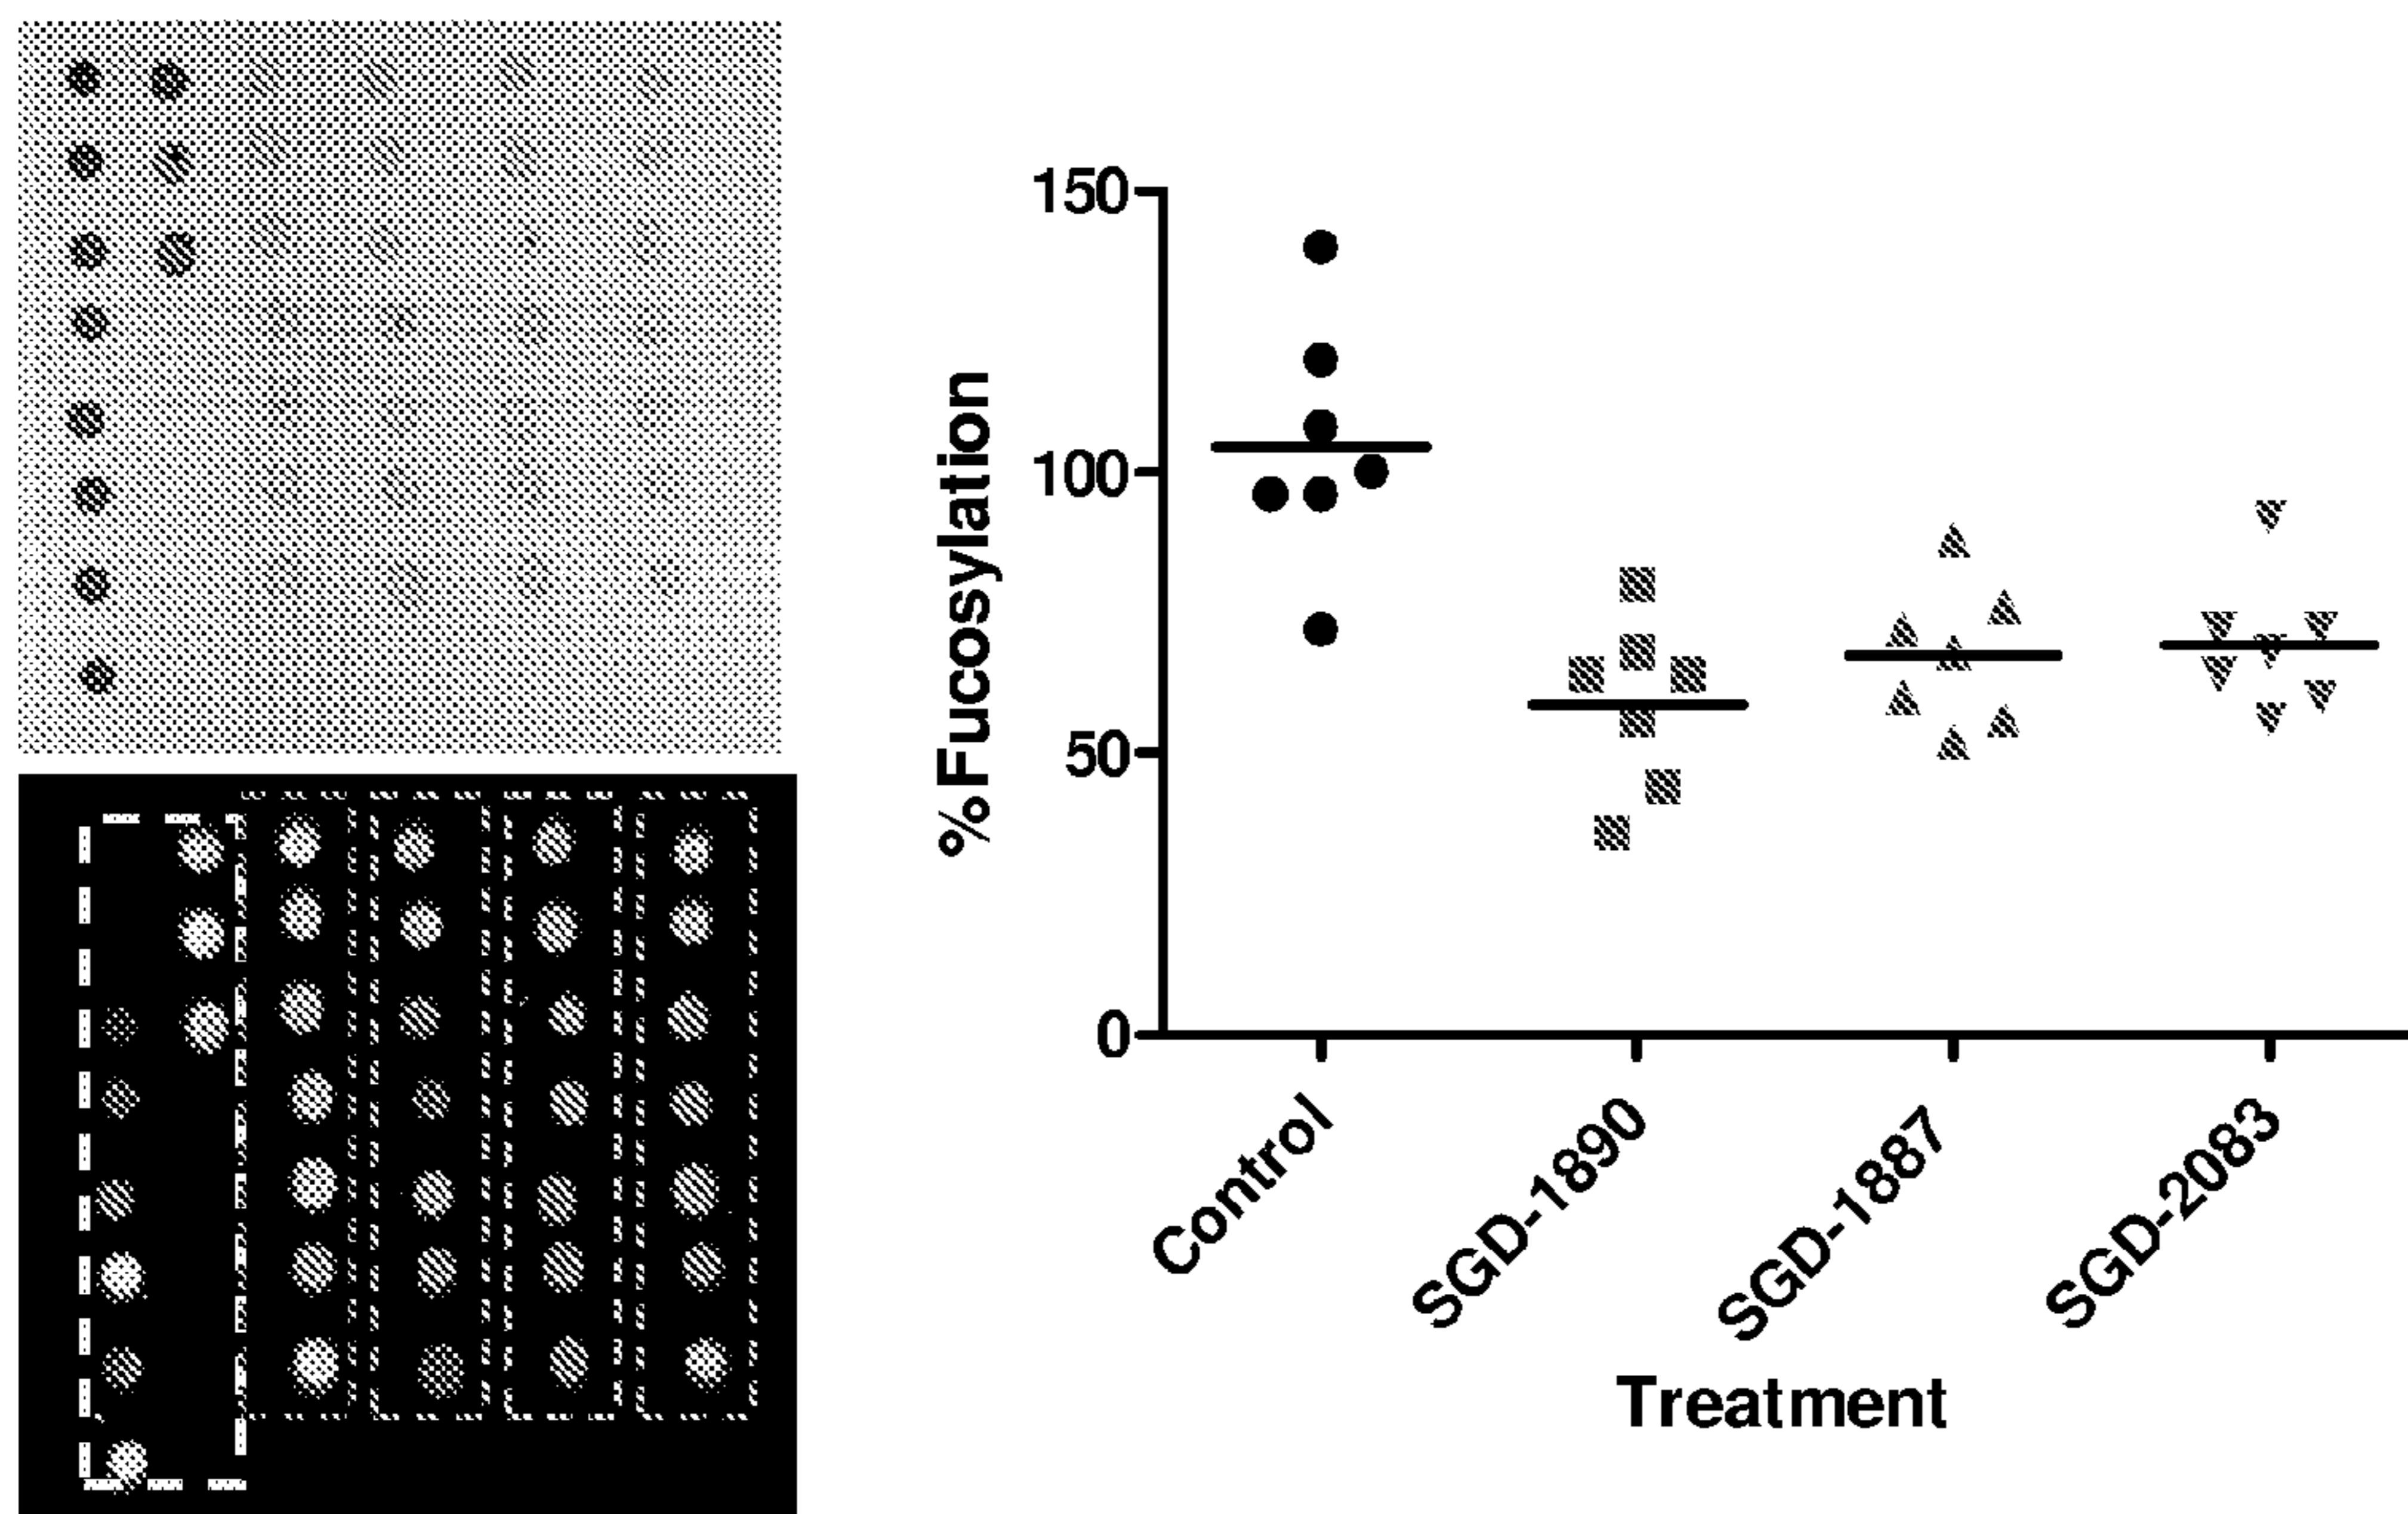 150
100
50
0
%Fucosylation
Control
SGD-1890
SGD-1887
SGD-2083
Treatment